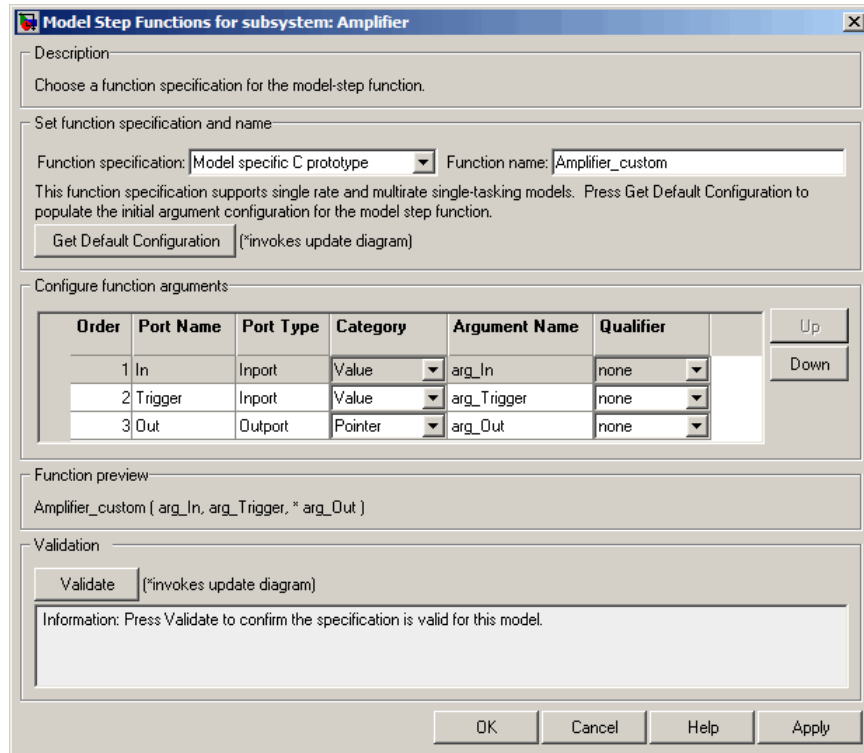 Model Step Functions for subsystem: Amplifier
Description
Choose a function specification for the model-step function.
Set function specification and name
Function specification: Model specific C prototype Function name: Amplifier_custom
This function specification supports single rate and multirate single-tasking models. Press Get Default Configuration to
populate the initial argument configuration for the model step function.
Get Default Configuration (*invokes update diagram)
Configure function arguments
Order Port Name Port Type Category Argument Name Qualifier Up
1 In Inport Value arg_In none Down
2 Trigger Inport Value arg_Trigger none
3 Out Outport Pointer arg_Out none
Function preview
Amplifier_custom ( arg_In, arg_Trigger, * arg_Out )
Validation
Validate (*invokes update diagram)
Information: Press Validate to confirm the specification is valid for this model.
OK Cancel Help Apply